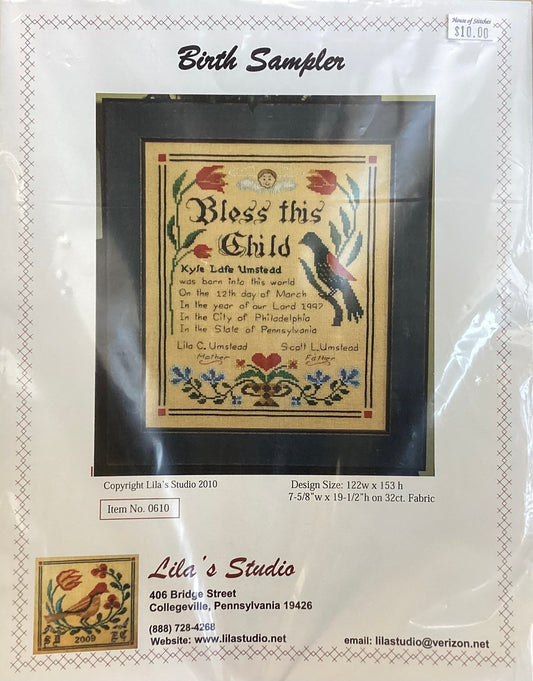 House of Stitches
$10.00
Birth Sampler
Bless this
Child
Kyle Lafe Umstead
was born into this world
On the 12th day of March
In the year of our Lord 1997
In the City of Philadelphia
In the State of Pennsylvania
Lila C. Umstead Scott L. Umstead
Mother Father
Copyright Lila's Studio 2010
Design Size: 122w x 153 h
7-5/8"w x 19-1/2"h on 32ct. Fabric
Item No. 0610
Lila's Studio
406 Bridge Street
Collegeville, Pennsylvania 19426
(888) 728-4268
Website: www.lilastudio.net
email: lilastudio@verizon.net
2009